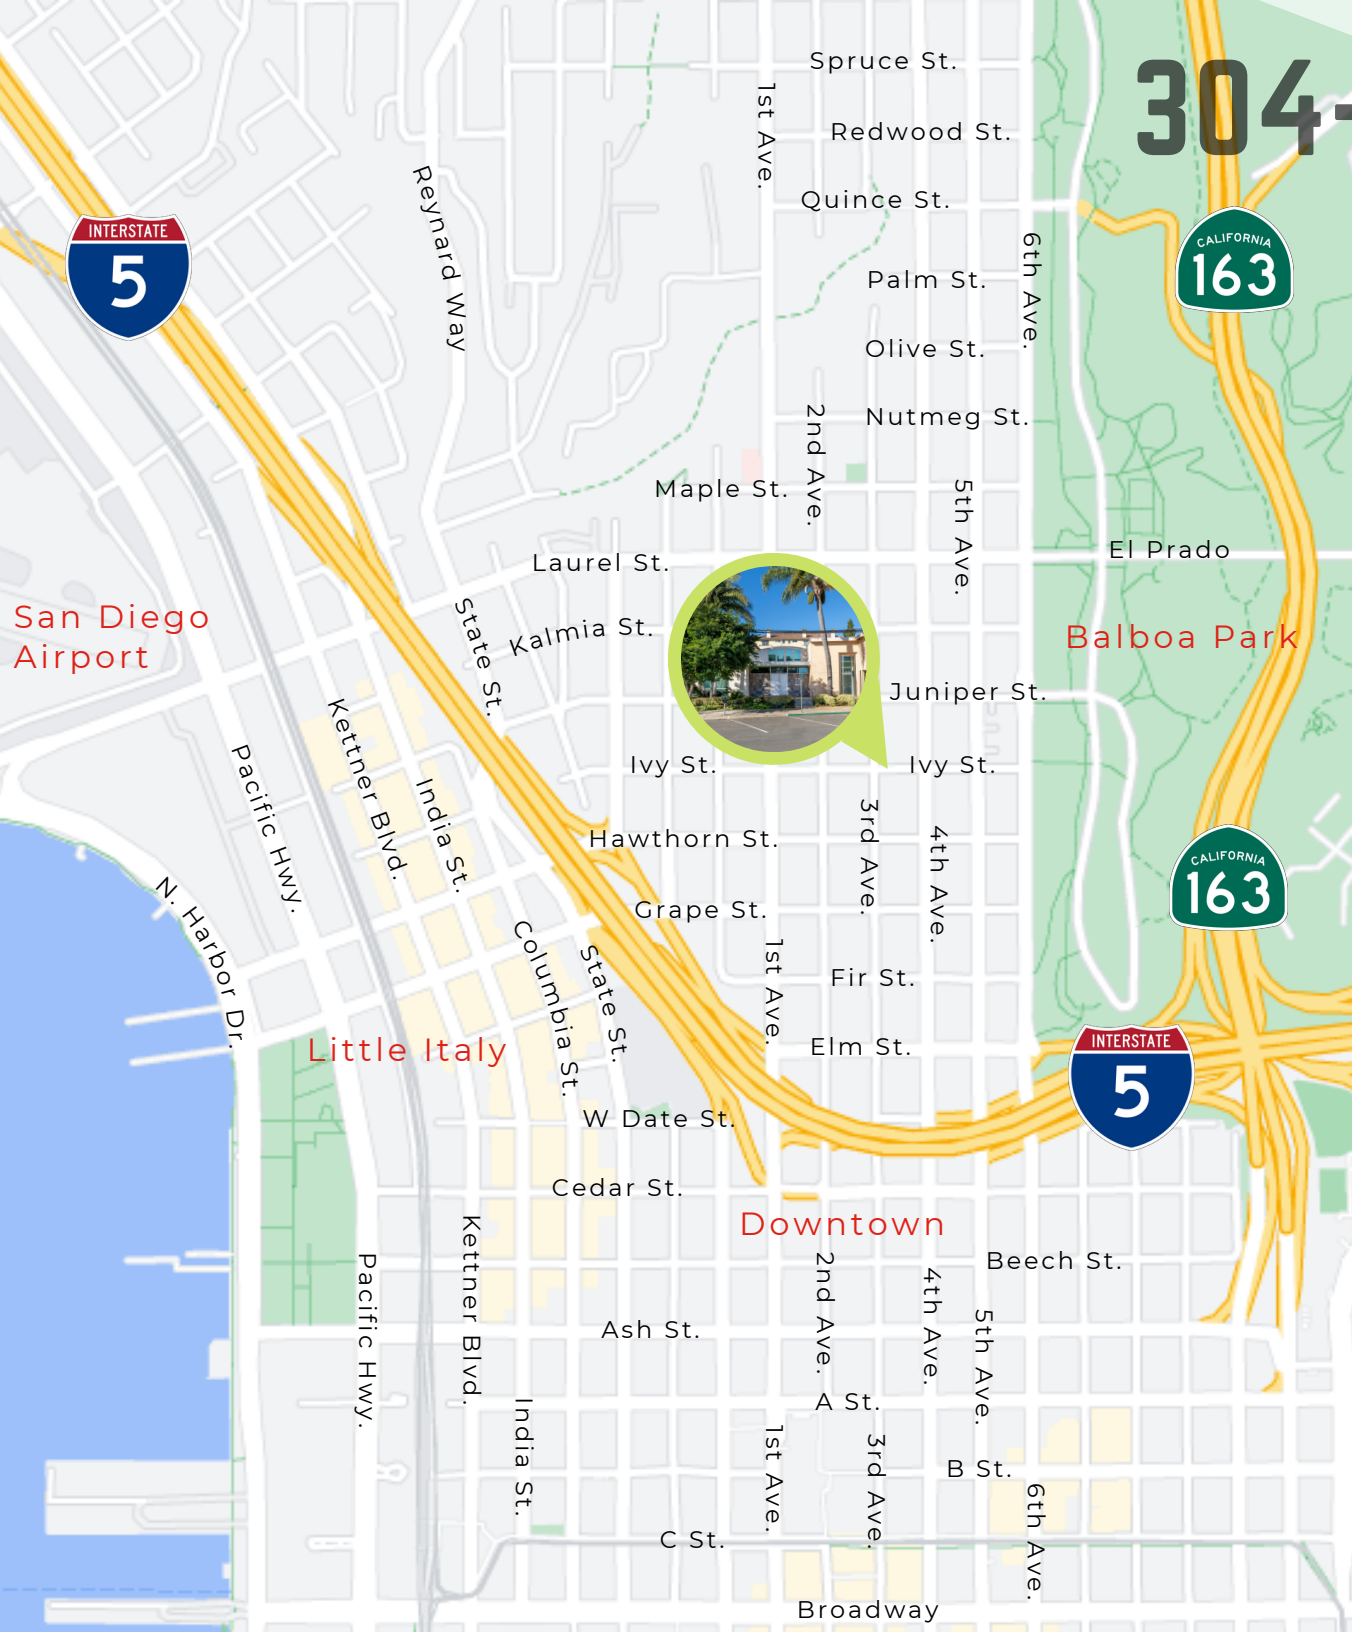 Spruce St.
304-
1st Ave.
Redwood St.
Reynard Way
Quince St.
INTERSTATE
5
CALIFORNIA
163
6th Ave.
Palm St.
Olive St.
2nd Ave.
Nutmeg St.
Maple St.
5th Ave.
Laurel St.
El Prado
San Diego
Airport
State St.
Kalmia St.
Balboa Park
Juniper St.
Kettner Blvd.
Pacific Hwy.
India St.
Ivy St.
Ivy St.
Hawthorn St.
3rd Ave.
4th Ave.
CALIFORNIA
163
N. Harbor Dr.
Grape St.
Columbia St.
State St.
1st Ave.
Fir St.
Little Italy
Elm St.
INTERSTATE
5
W Date St.
Cedar St.
Downtown
Kettner Blvd.
Pacific Hwy.
2nd Ave.
4th Ave.
Beech St.
5th Ave.
Ash St.
India St.
A St.
1st Ave.
3rd Ave.
B St.
6th Ave.
C St.
Broadway